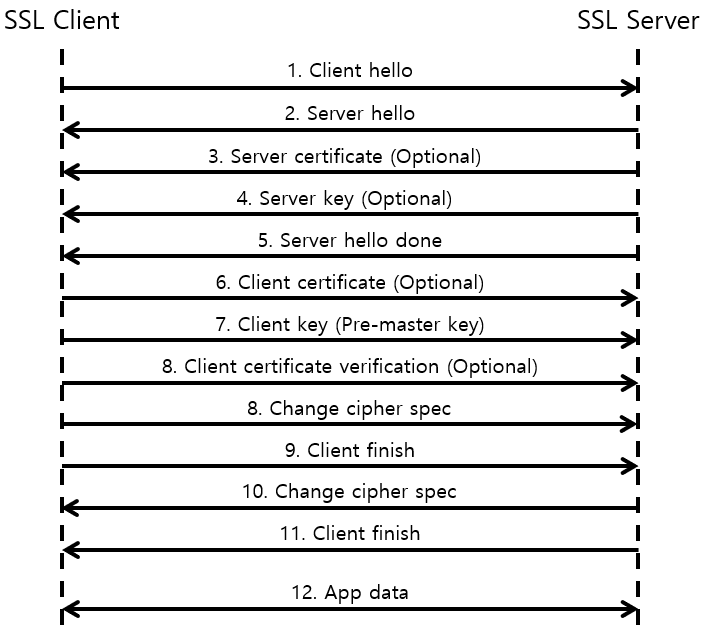 SSL Client
SSL Server
1. Client hello
2. Server hello
3. Server certificate (Optional)
4. Server key (Optional)
5. Server hello done
6. Client certificate (Optional)
7. Client key (Pre-master key)
8. Client certificate verification (Optional)
8. Change cipher spec
9. Client finish
10. Change cipher spec
11. Client finish
12. App data